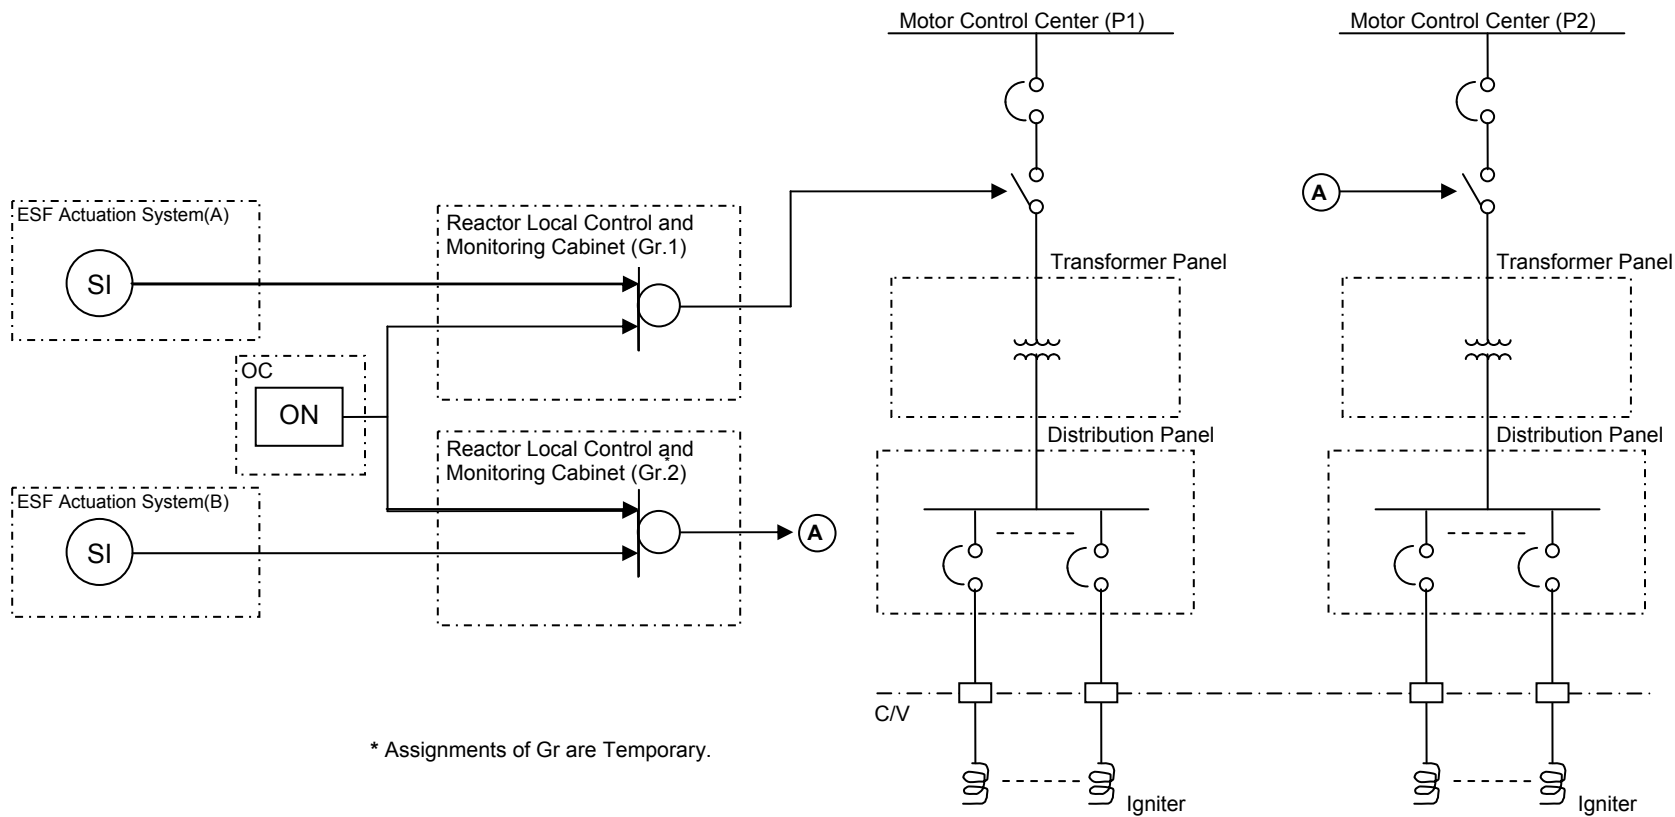 Motor Control Center (P1)
Motor Control Center (P2)
ESF Actuation System(A)
SI
Reactor Local Control and
Monitoring Cabinet (Gr.1)
A
Transformer Panel
Transformer Panel
OC
ON
Reactor Local Control and
Monitoring Cabinet (Gr.2)*
Distribution Panel
Distribution Panel
ESF Actuation System(B)
SI
A
C/V
* Assignments of Gr are Temporary.
Igniter
Igniter